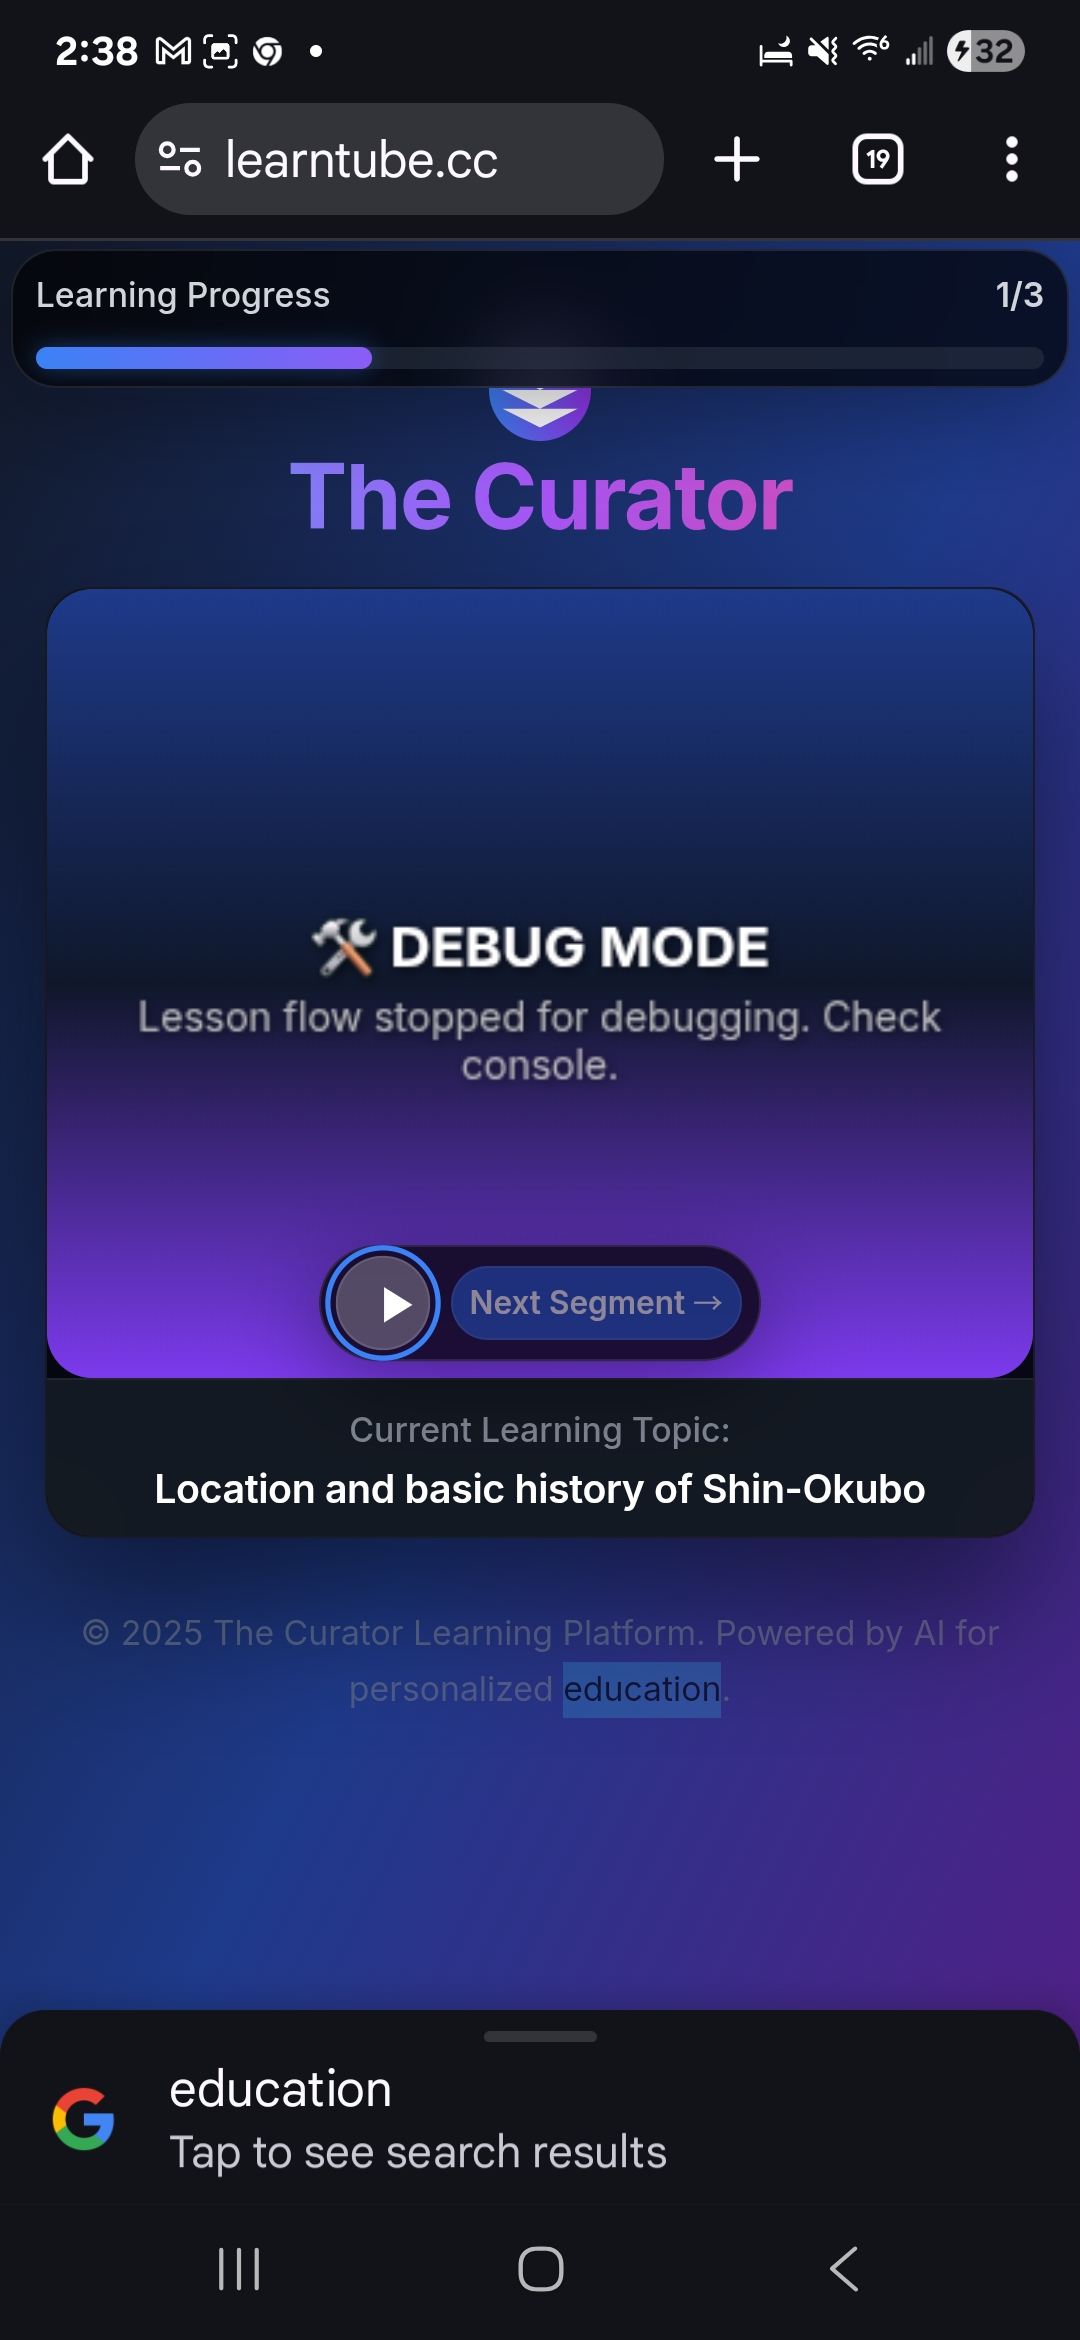 2:38
32
learntube.cc
19
Learning Progress 1/3
The Curator
🛠️ DEBUG MODE
Lesson flow stopped for debugging. Check
console.
Next Segment →
Current Learning Topic:
Location and basic history of Shin-Okubo
© 2025 The Curator Learning Platform. Powered by AI for
personalized education.
education
Tap to see search results